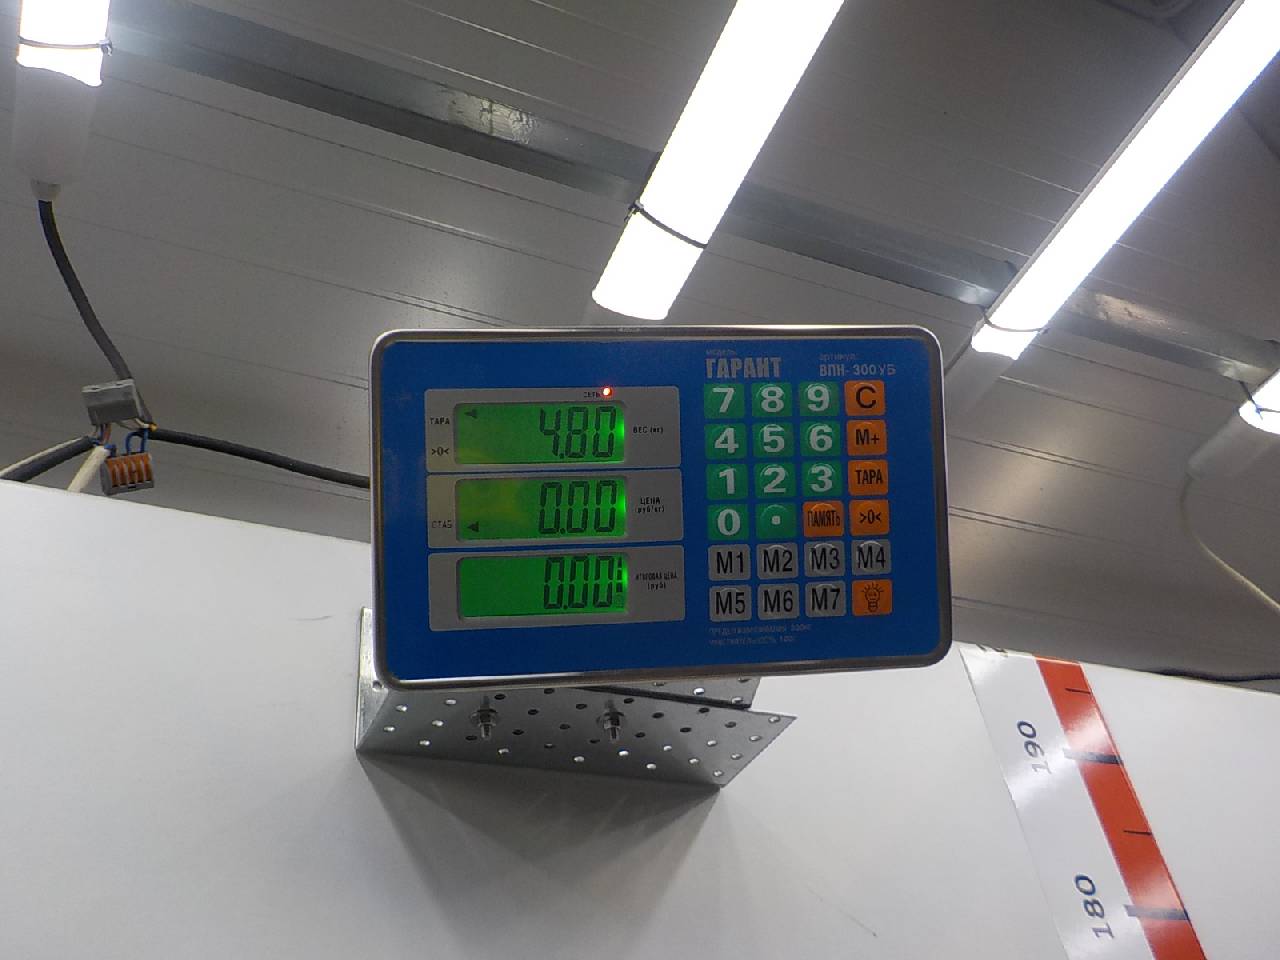 модель:
ГАРАНТ
артикул:
ВПН- 300УБ
СЕТЬ
ТАРА
>0<
4.80
ВЕС (кг)
СТАБ
0.00
ЦЕНА
(руб/кг)
0.00
ИТОГОВАЯ ЦЕНА
(руб)
7 8 9 C
4 5 6 M+
1 2 3 ТАРА
0 . ПАМЯТЬ >0<
M1 M2 M3 M4
M5 M6 M7
190
180